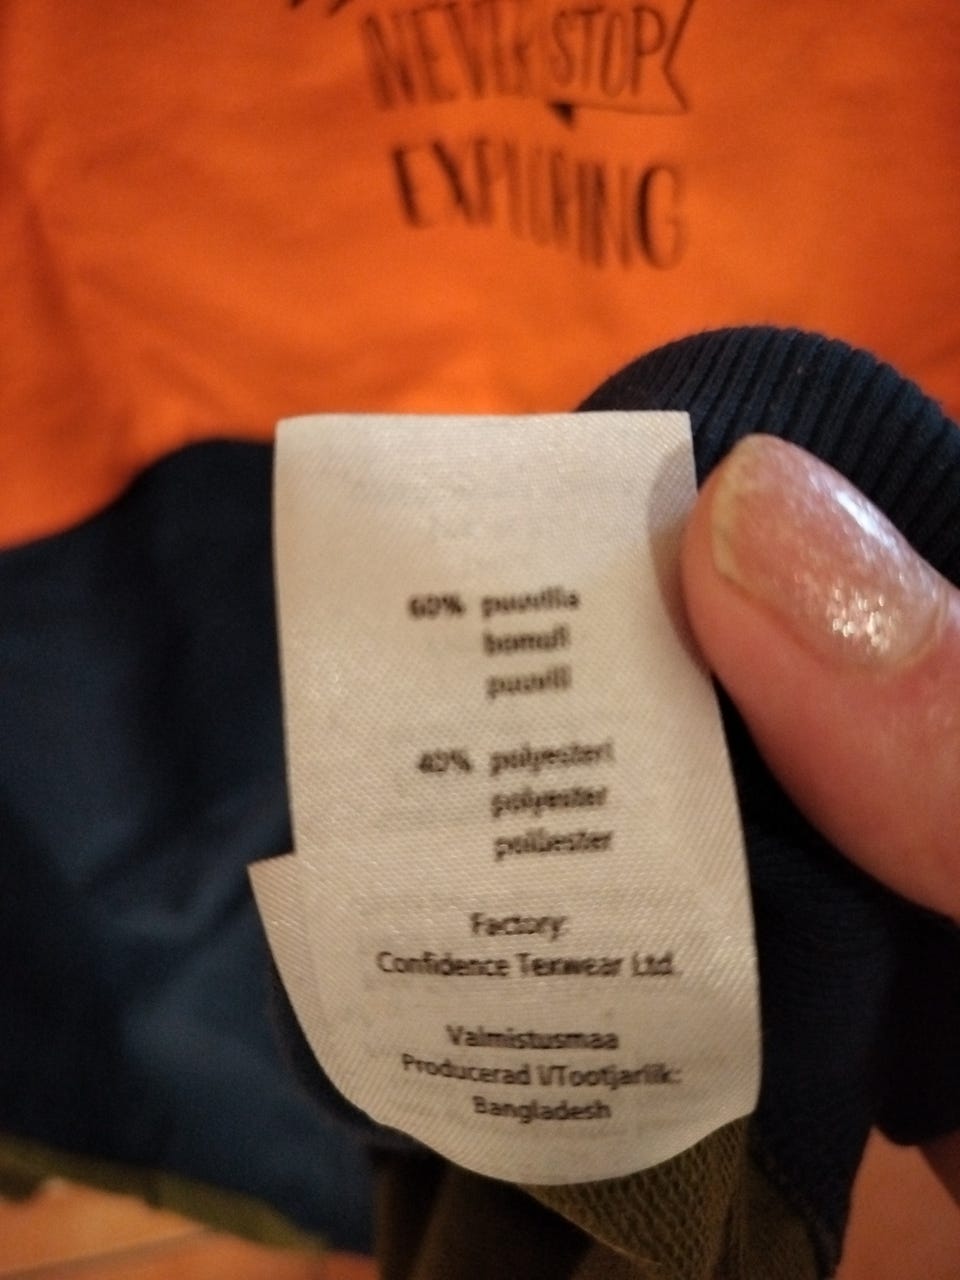 NEVER STOP
EXPLORING
60% puuvilla
bomull
puuvill
40% polyesteri
polyester
polüester
Factory:
Confidence Texwear Ltd.
Valmistusmaa
Producerad I/Tootjariik:
Bangladesh